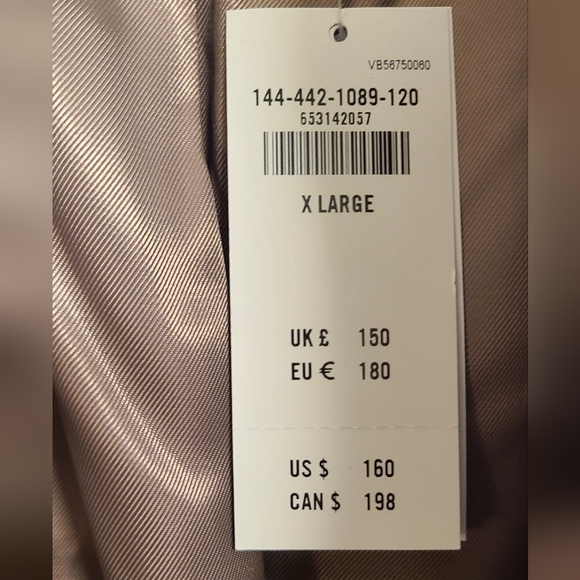 VB56750060
144-442-1089-120
653142057
X LARGE
UK £ 150
EU € 180
US $ 160
CAN $ 198